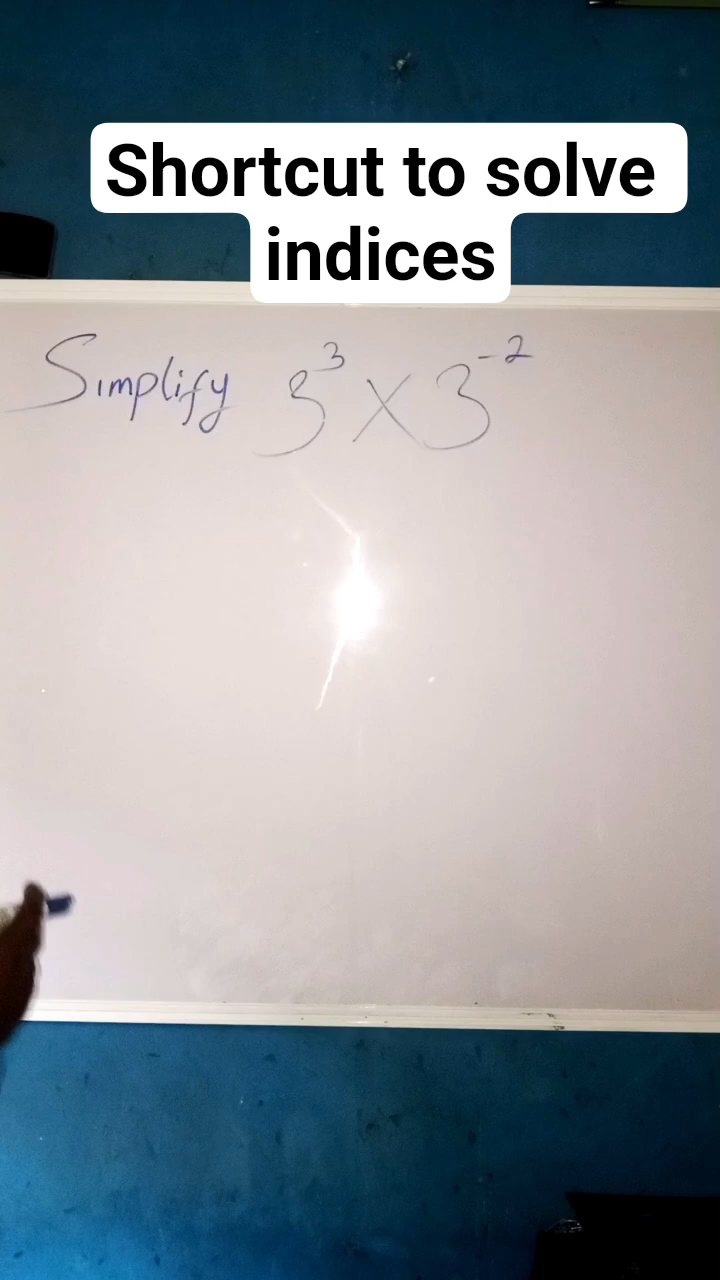 Shortcut to solve
indices
Simplify 3³ × 3⁻²